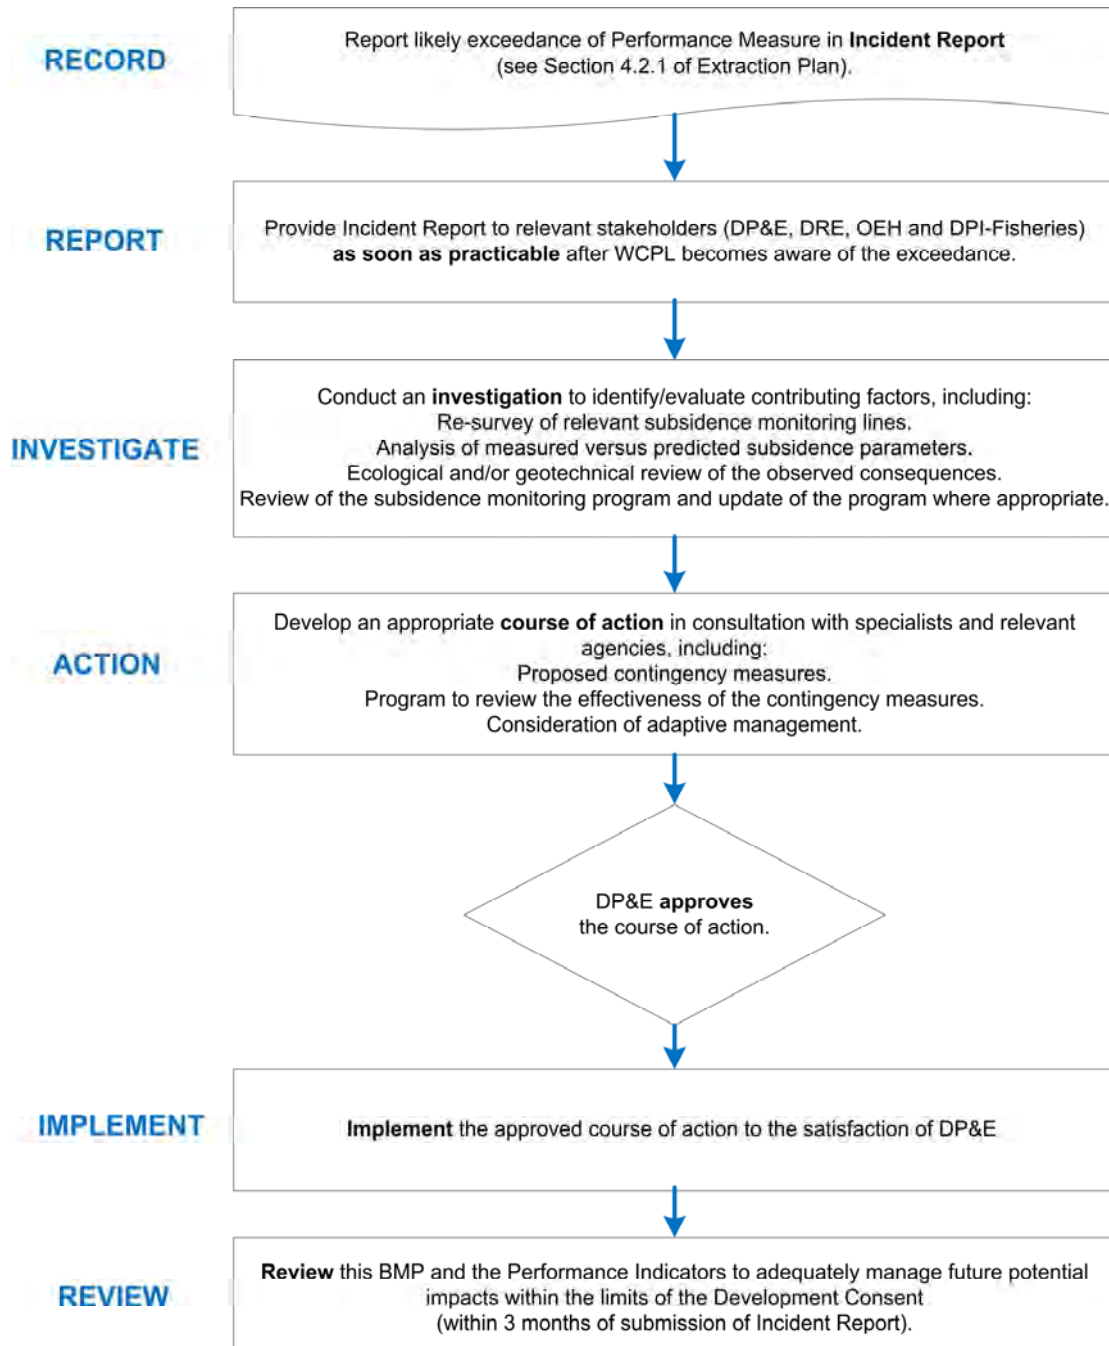 RECORD
Report likely exceedance of Performance Measure in Incident Report
(see Section 4.2.1 of Extraction Plan).
REPORT
Provide Incident Report to relevant stakeholders (DP&E, DRE, OEH and DPI-Fisheries)
as soon as practicable after WCPL becomes aware of the exceedance.
INVESTIGATE
Conduct an investigation to identify/evaluate contributing factors, including:
Re-survey of relevant subsidence monitoring lines.
Analysis of measured versus predicted subsidence parameters.
Ecological and/or geotechnical review of the observed consequences.
Review of the subsidence monitoring program and update of the program where appropriate.
ACTION
Develop an appropriate course of action in consultation with specialists and relevant
agencies, including:
Proposed contingency measures.
Program to review the effectiveness of the contingency measures.
Consideration of adaptive management.
DP&E approves
the course of action.
IMPLEMENT
Implement the approved course of action to the satisfaction of DP&E
REVIEW
Review this BMP and the Performance Indicators to adequately manage future potential
impacts within the limits of the Development Consent
(within 3 months of submission of Incident Report).